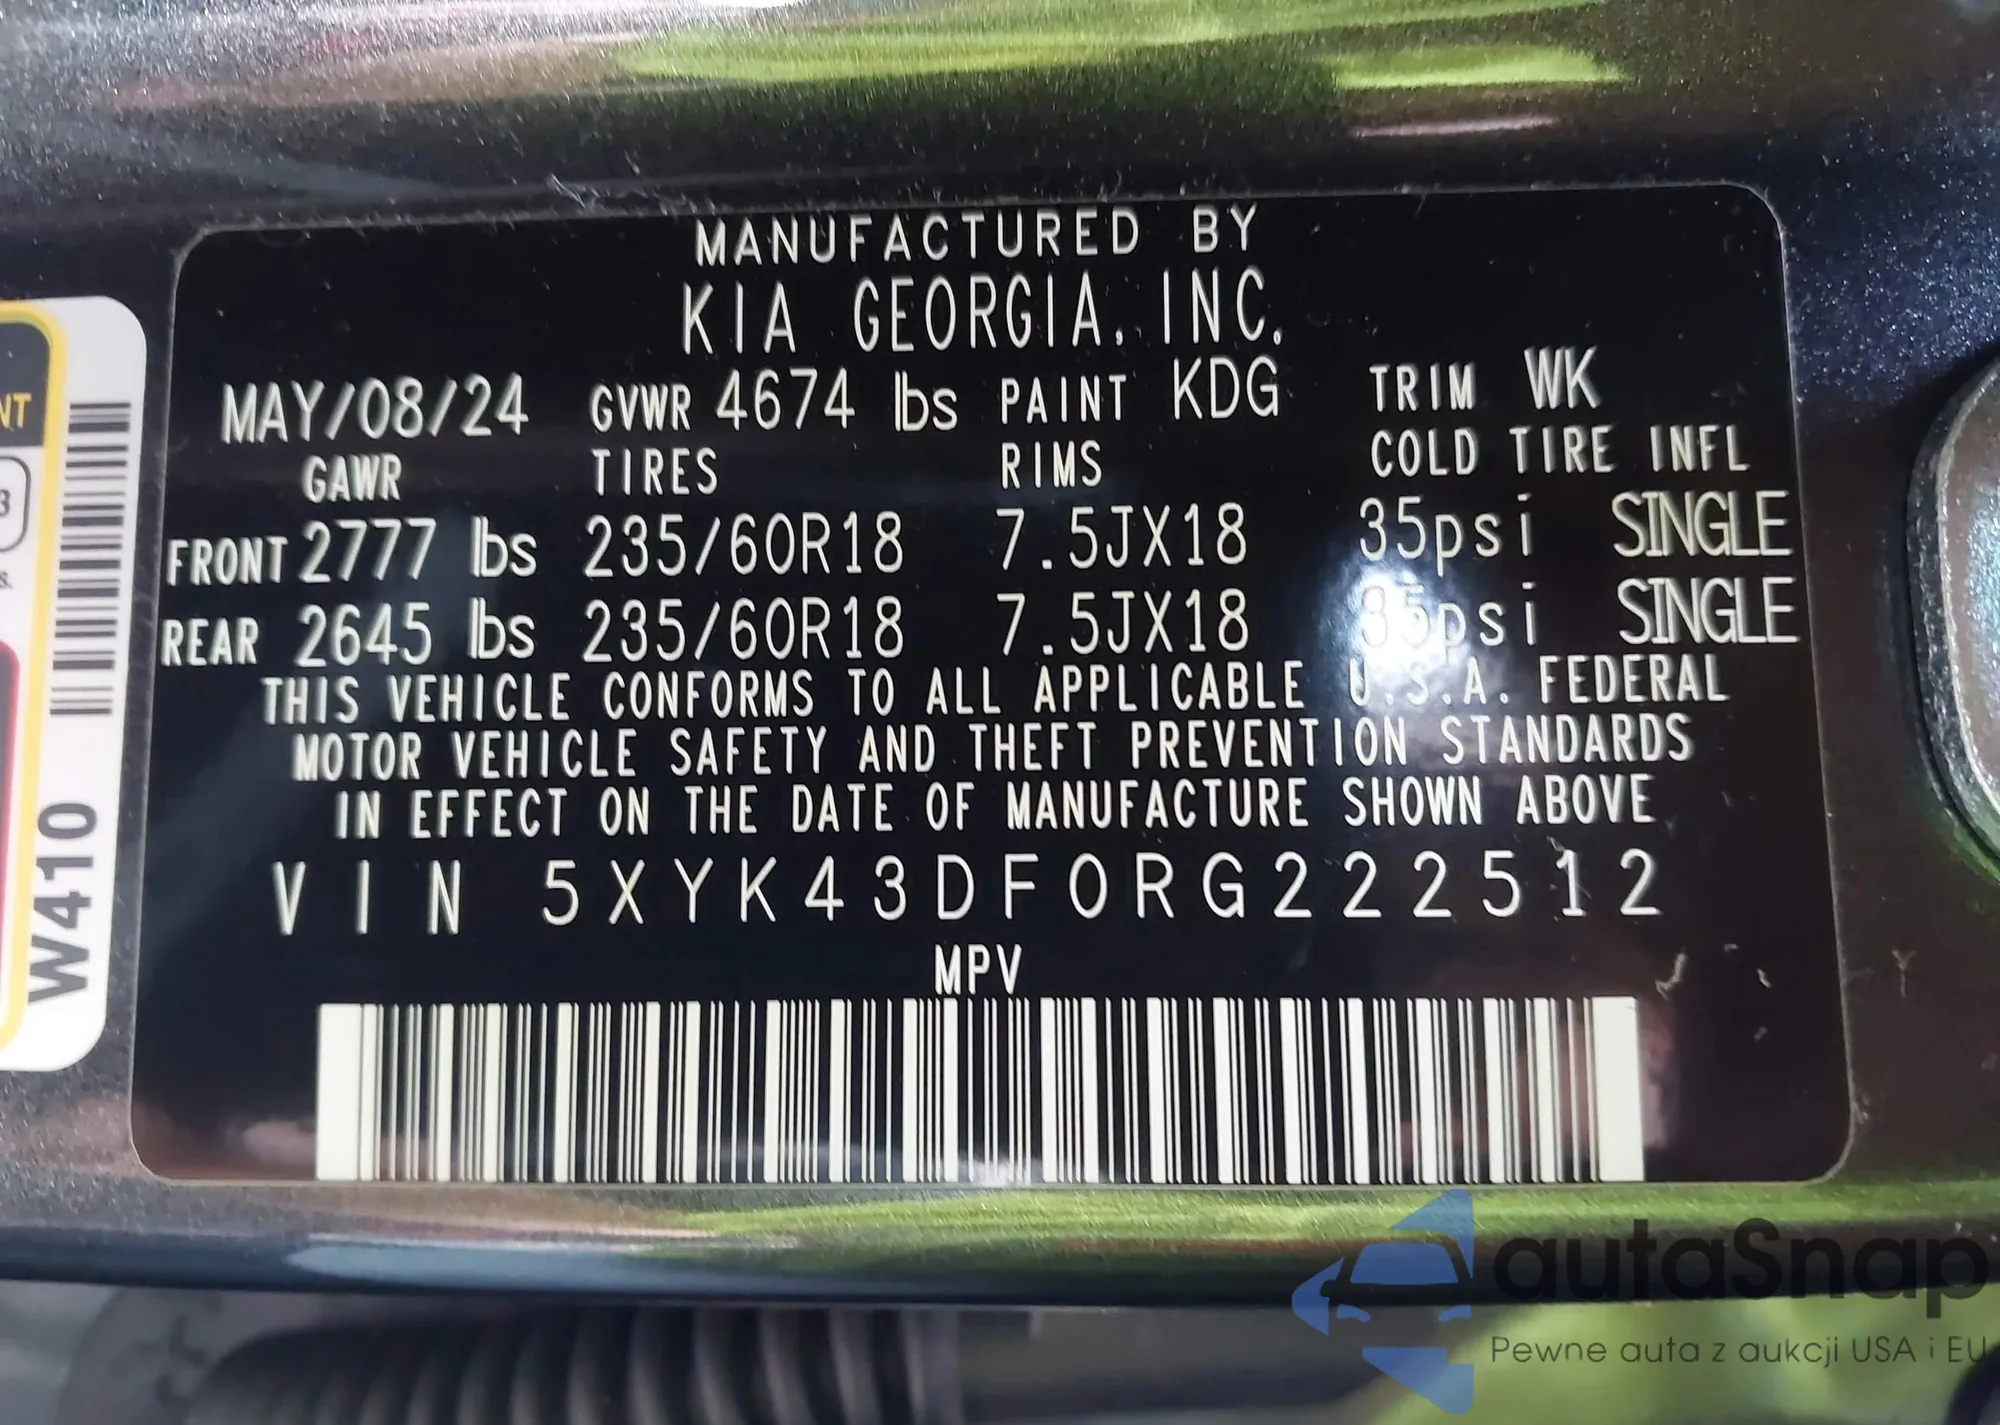 MANUFACTURED BY
KIA GEORGIA, INC.
MAY/08/24 GVWR 4674 lbs PAINT KDG TRIM WK
GAWR TIRES RIMS COLD TIRE INFL
FRONT 2777 lbs 235/60R18 7.5JX18 35psi SINGLE
REAR 2645 lbs 235/60R18 7.5JX18 35psi SINGLE
THIS VEHICLE CONFORMS TO ALL APPLICABLE U.S.A. FEDERAL
MOTOR VEHICLE SAFETY AND THEFT PREVENTION STANDARDS
IN EFFECT ON THE DATE OF MANUFACTURE SHOWN ABOVE
VIN 5XYK43DF0RG222512
MPV
W410
autaSnap
Pewne auta z aukcji USA i EU